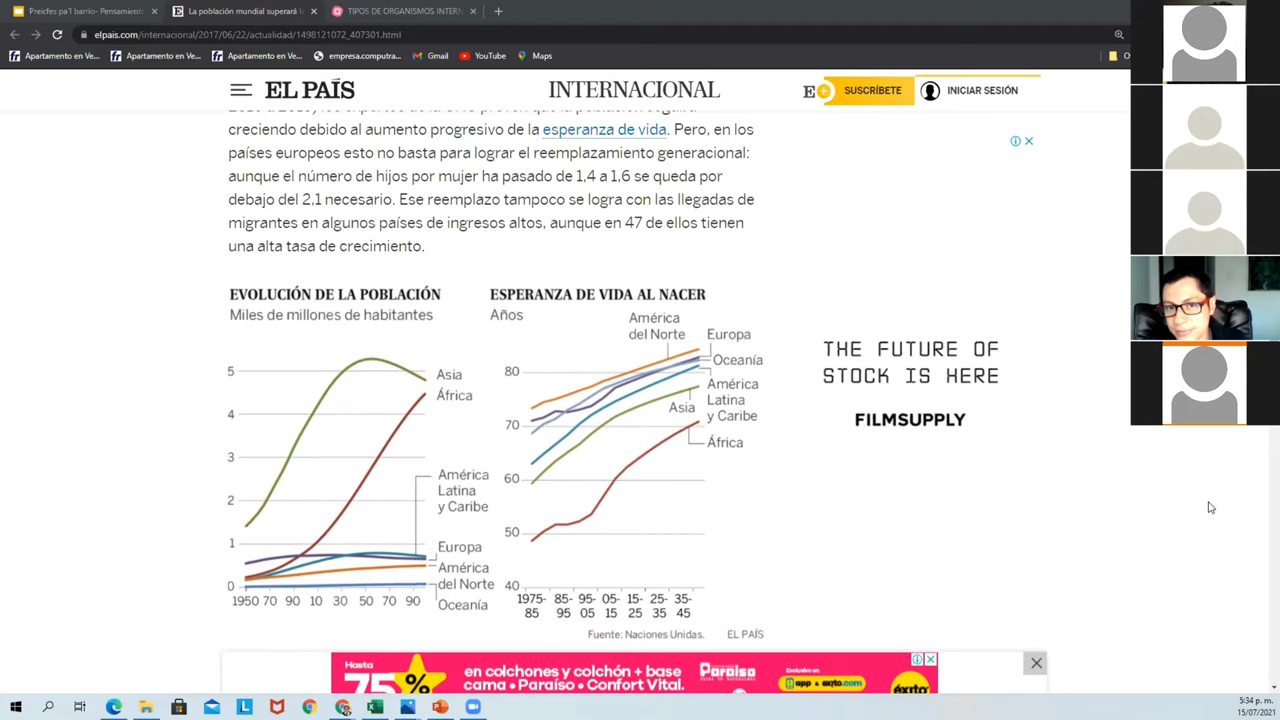 Preicfes pa'l barrio- Pensamiento
La población mundial superará l
TIPOS DE ORGANISMOS INTER
elpais.com/internacional/2017/06/22/actualidad/1498121072_407301.html
Apartamento en Ve...
Apartamento en Ve...
Apartamento en Ve...
empresa.computra...
Gmail
YouTube
Maps
O
EL PAÍS
INTERNACIONAL
E+
SUSCRÍBETE
INICIAR SESIÓN
creciendo debido al aumento progresivo de la esperanza de vida. Pero, en los
países europeos esto no basta para lograr el reemplazamiento generacional:
aunque el número de hijos por mujer ha pasado de 1,4 a 1,6 se queda por
debajo del 2,1 necesario. Ese reemplazo tampoco se logra con las llegadas de
migrantes en algunos países de ingresos altos, aunque en 47 de ellos tienen
una alta tasa de crecimiento.
EVOLUCIÓN DE LA POBLACIÓN
Miles de millones de habitantes
5
4
3
2
1
0
1950 70 90 10 30 50 70 90
Asia
África
América
Latina
y Caribe
Europa
América
del Norte
Oceanía
ESPERANZA DE VIDA AL NACER
Años
80
70
60
50
40
1975- 85- 95- 05- 15- 25- 35-
85 95 05 15 25 35 45
América
del Norte
Europa
Oceanía
América
Latina
y Caribe
Asia
África
Fuente: Naciones Unidas.
EL PAÍS
THE FUTURE OF
STOCK IS HERE
FILMSUPPLY
Hasta
75%
en colchones y colchón + base
cama • Paraíso • Confort Vital.
Paraíso
Exclusivo en
app & exito.com
éxito
5:34 p. m.
15/07/2021